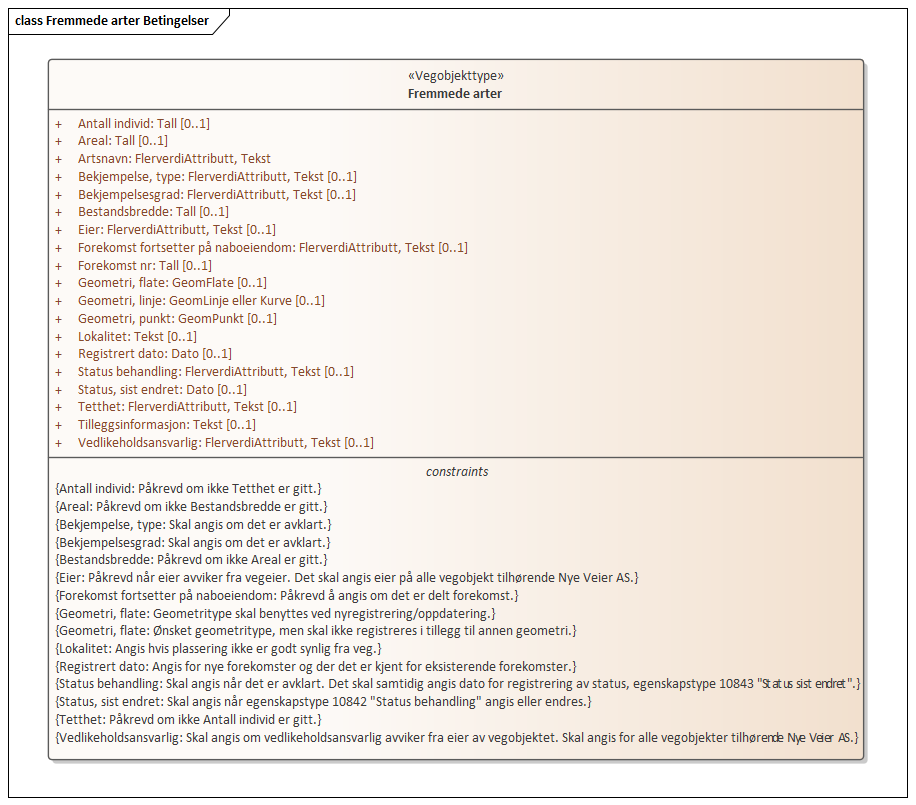 class Fremmede arter Betingelser
«Vegobjekttype»
Fremmede arter
+ Antall individ: Tall [0..1]
+ Areal: Tall [0..1]
+ Artsnavn: FlerverdiAttributt, Tekst
+ Bekjempelse, type: FlerverdiAttributt, Tekst [0..1]
+ Bekjempelsesgrad: FlerverdiAttributt, Tekst [0..1]
+ Bestandsbredde: Tall [0..1]
+ Eier: FlerverdiAttributt, Tekst [0..1]
+ Forekomst fortsetter på naboeiendom: FlerverdiAttributt, Tekst [0..1]
+ Forekomst nr: Tall [0..1]
+ Geometri, flate: GeomFlate [0..1]
+ Geometri, linje: GeomLinje eller Kurve [0..1]
+ Geometri, punkt: GeomPunkt [0..1]
+ Lokalitet: Tekst [0..1]
+ Registrert dato: Dato [0..1]
+ Status behandling: FlerverdiAttributt, Tekst [0..1]
+ Status, sist endret: Dato [0..1]
+ Tetthet: FlerverdiAttributt, Tekst [0..1]
+ Tilleggsinformasjon: Tekst [0..1]
+ Vedlikeholdsansvarlig: FlerverdiAttributt, Tekst [0..1]
constraints
{Antall individ: Påkrevd om ikke Tetthet er gitt.}
{Areal: Påkrevd om ikke Bestandsbredde er gitt.}
{Bekjempelse, type: Skal angis om det er avklart.}
{Bekjempelsesgrad: Skal angis om det er avklart.}
{Bestandsbredde: Påkrevd om ikke Areal er gitt.}
{Eier: Påkrevd når eier avviker fra vegeier. Det skal angis eier på alle vegobjekt tilhørende Nye Veier AS.}
{Forekomst fortsetter på naboeiendom: Påkrevd å angis om det er delt forekomst.}
{Geometri, flate: Geometritype skal benyttes ved nyregistrering/oppdatering.}
{Geometri, flate: Ønsket geometritype, men skal ikke registreres i tillegg til annen geometri.}
{Lokalitet: Angis hvis plassering ikke er godt synlig fra veg.}
{Registrert dato: Angis for nye forekomster og der det er kjent for eksisterende forekomster.}
{Status behandling: Skal angis når det er avklart. Det skal samtidig angis dato for registrering av status, egenskapstype 10843 "Status sist endret".}
{Status, sist endret: Skal angis når egenskapstype 10842 "Status behandling" angis eller endres.}
{Tetthet: Påkrevd om ikke Antall individ er gitt.}
{Vedlikeholdsansvarlig: Skal angis om vedlikeholdsansvarlig avviker fra eier av vegobjektet. Skal angis for alle vegobjekter tilhørende Nye Veier AS.}